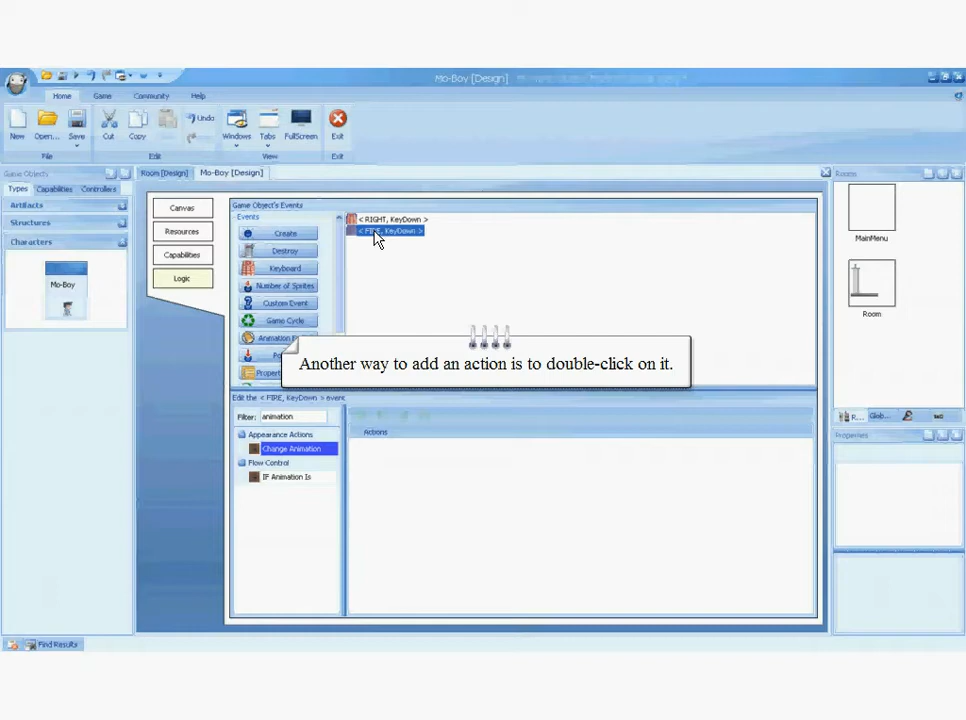 Mo-Boy [Design]
Home Game Community Help
New Open... Save Cut Copy Undo Windows Tabs FullScreen Exit
File Edit View Exit
Game Objects Room [Design] Mo-Boy [Design] Rooms
Types Capabilities Controllers
Artifacts
Structures
Characters
Mo-Boy
Canvas
Resources
Capabilities
Logic
Game Object's Events
Events
Create
Destroy
Keyboard
Number of Sprites
Custom Event
Game Cycle
< RIGHT, KeyDown >
< FIRE, KeyDown >
Another way to add an action is to double-click on it.
Edit the < FIRE, KeyDown > event
Filter: animation
Appearance Actions
Change Animation
Flow Control
IF Animation Is
Actions
MainMenu
Room
R... Glob...
Properties
Find Results